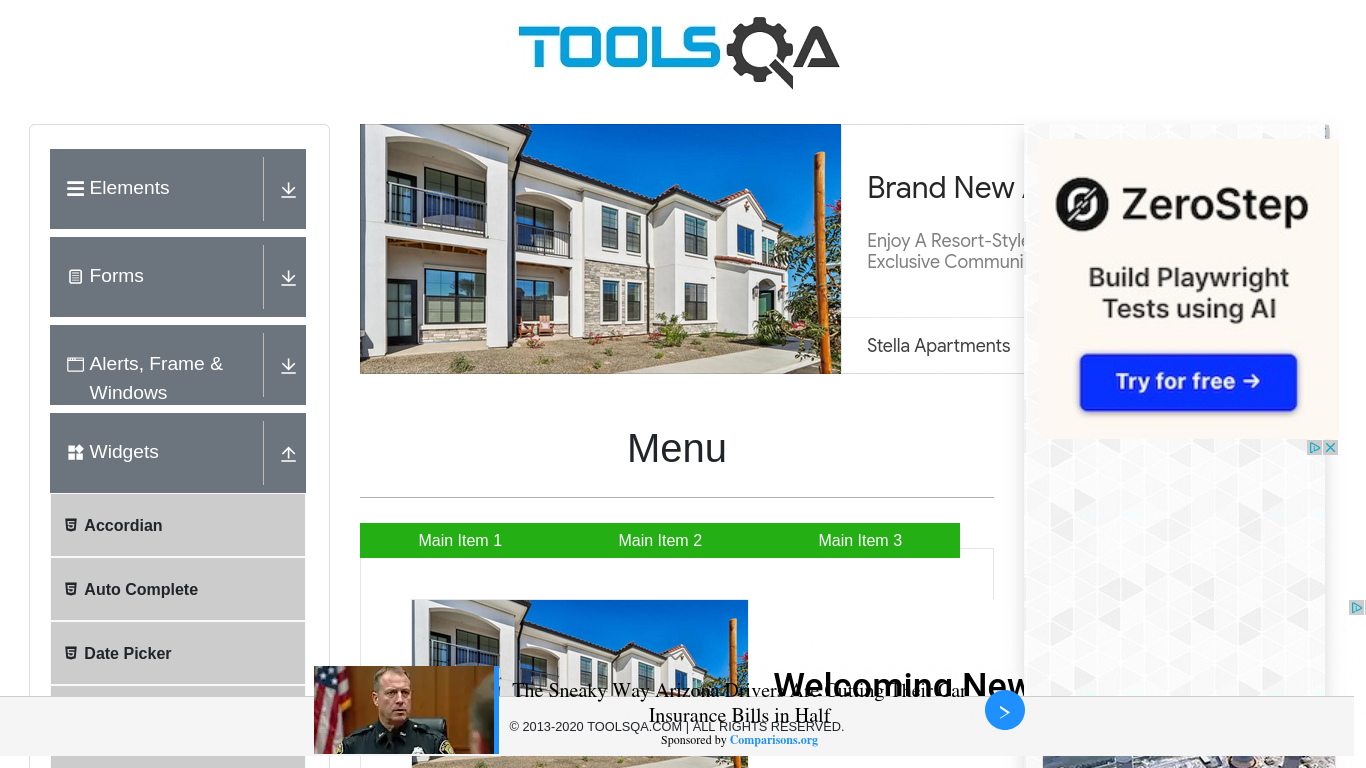 TOOLSQA
Elements
Forms
Alerts, Frame &
Windows
Widgets
Accordian
Auto Complete
Date Picker
Brand New
Enjoy A Resort-Style
Exclusive Communi
Stella Apartments
ZeroStep
Build Playwright
Tests using AI
Try for free →
Menu
Main Item 1
Main Item 2
Main Item 3
Welcoming New
The Sneaky Way Arizona Drivers Are Cutting Their Car
Insurance Bills in Half
© 2013-2020 TOOLSQA.COM | ALL RIGHTS RESERVED.
Sponsored by Comparisons.org